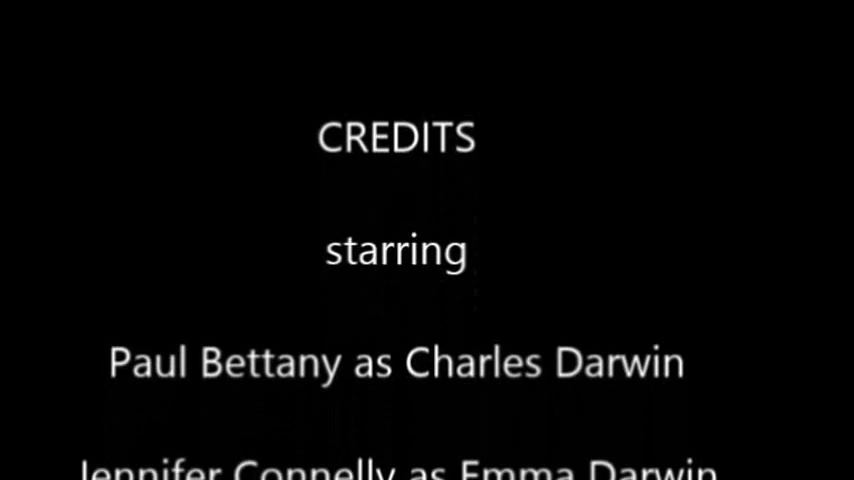 CREDITS
starring
Paul Bettany as Charles Darwin
Jennifer Connelly as Emma Darwin